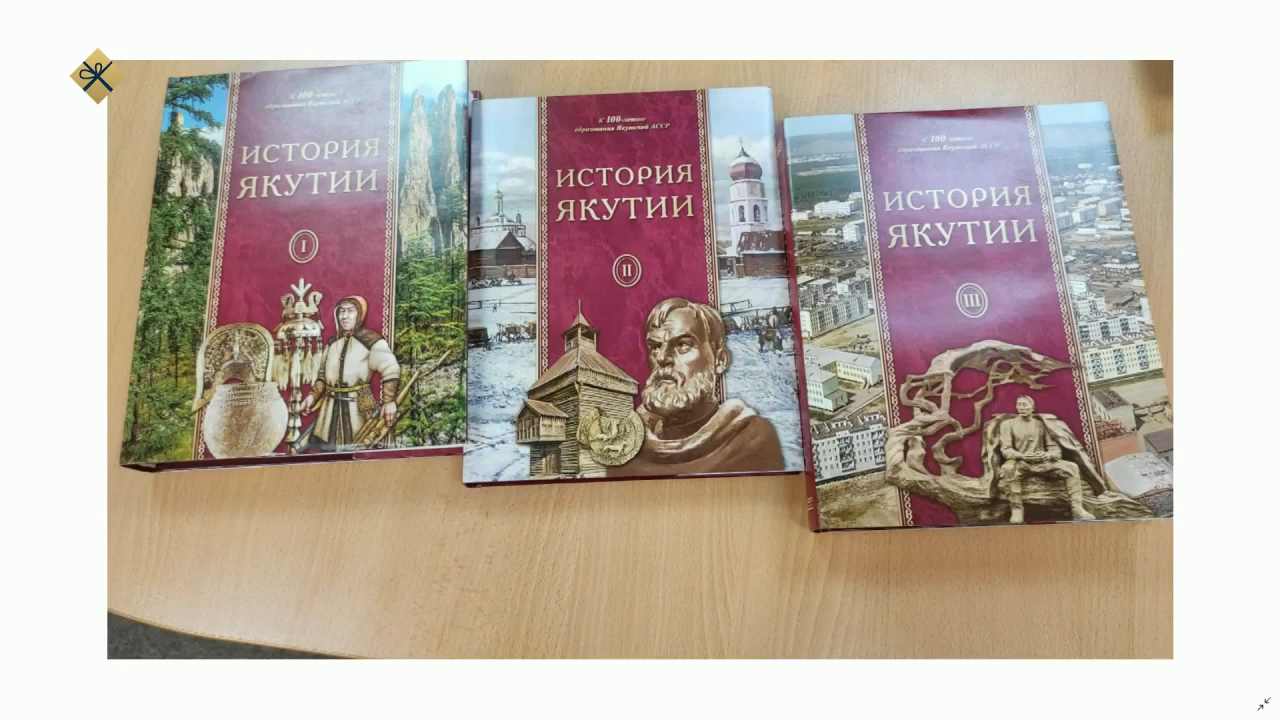 К 100-летию
образования Якутской АССР
ИСТОРИЯ
ЯКУТИИ
I
К 100-летию
образования Якутской АССР
ИСТОРИЯ
ЯКУТИИ
II
К 100-летию
образования Якутской АССР
ИСТОРИЯ
ЯКУТИИ
III